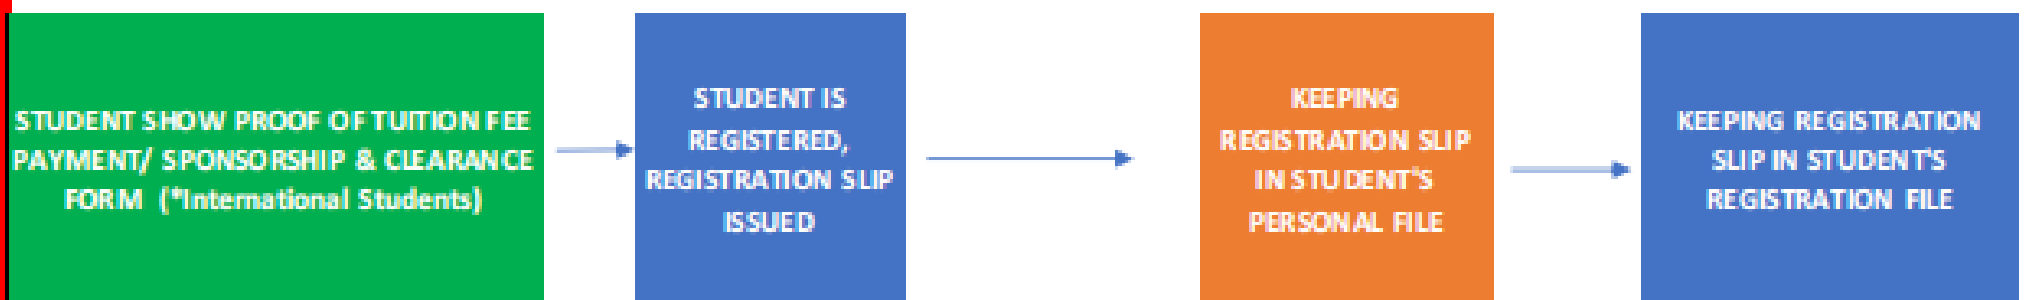 STUDENT SHOW PROOF OF TUITION FEE
PAYMENT/ SPONSORSHIP & CLEARANCE
FORM (*International Students)
STUDENT IS
REGISTERED,
REGISTRATION SLIP
ISSUED
KEEPING
REGISTRATION SLIP
IN STUDENT'S
PERSONAL FILE
KEEPING REGISTRATION
SLIP IN STUDENT'S
REGISTRATION FILE